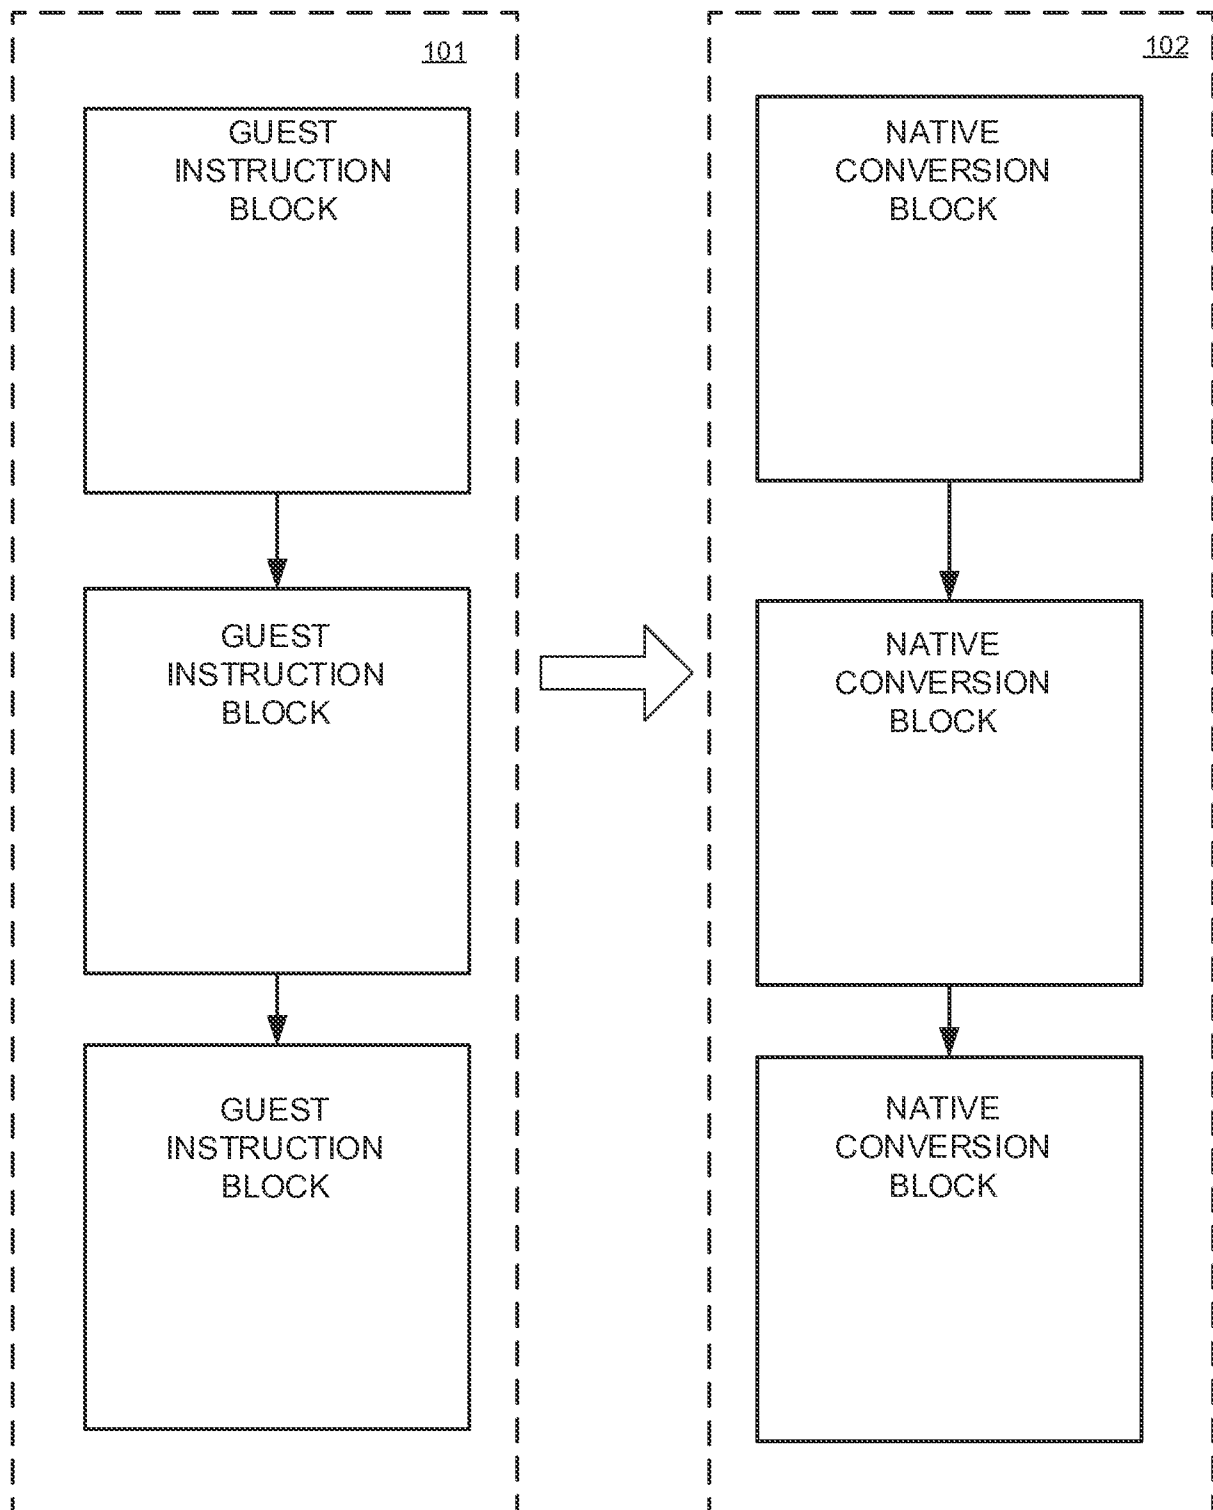 101
GUEST
INSTRUCTION
BLOCK
GUEST
INSTRUCTION
BLOCK
GUEST
INSTRUCTION
BLOCK
102
NATIVE
CONVERSION
BLOCK
NATIVE
CONVERSION
BLOCK
NATIVE
CONVERSION
BLOCK